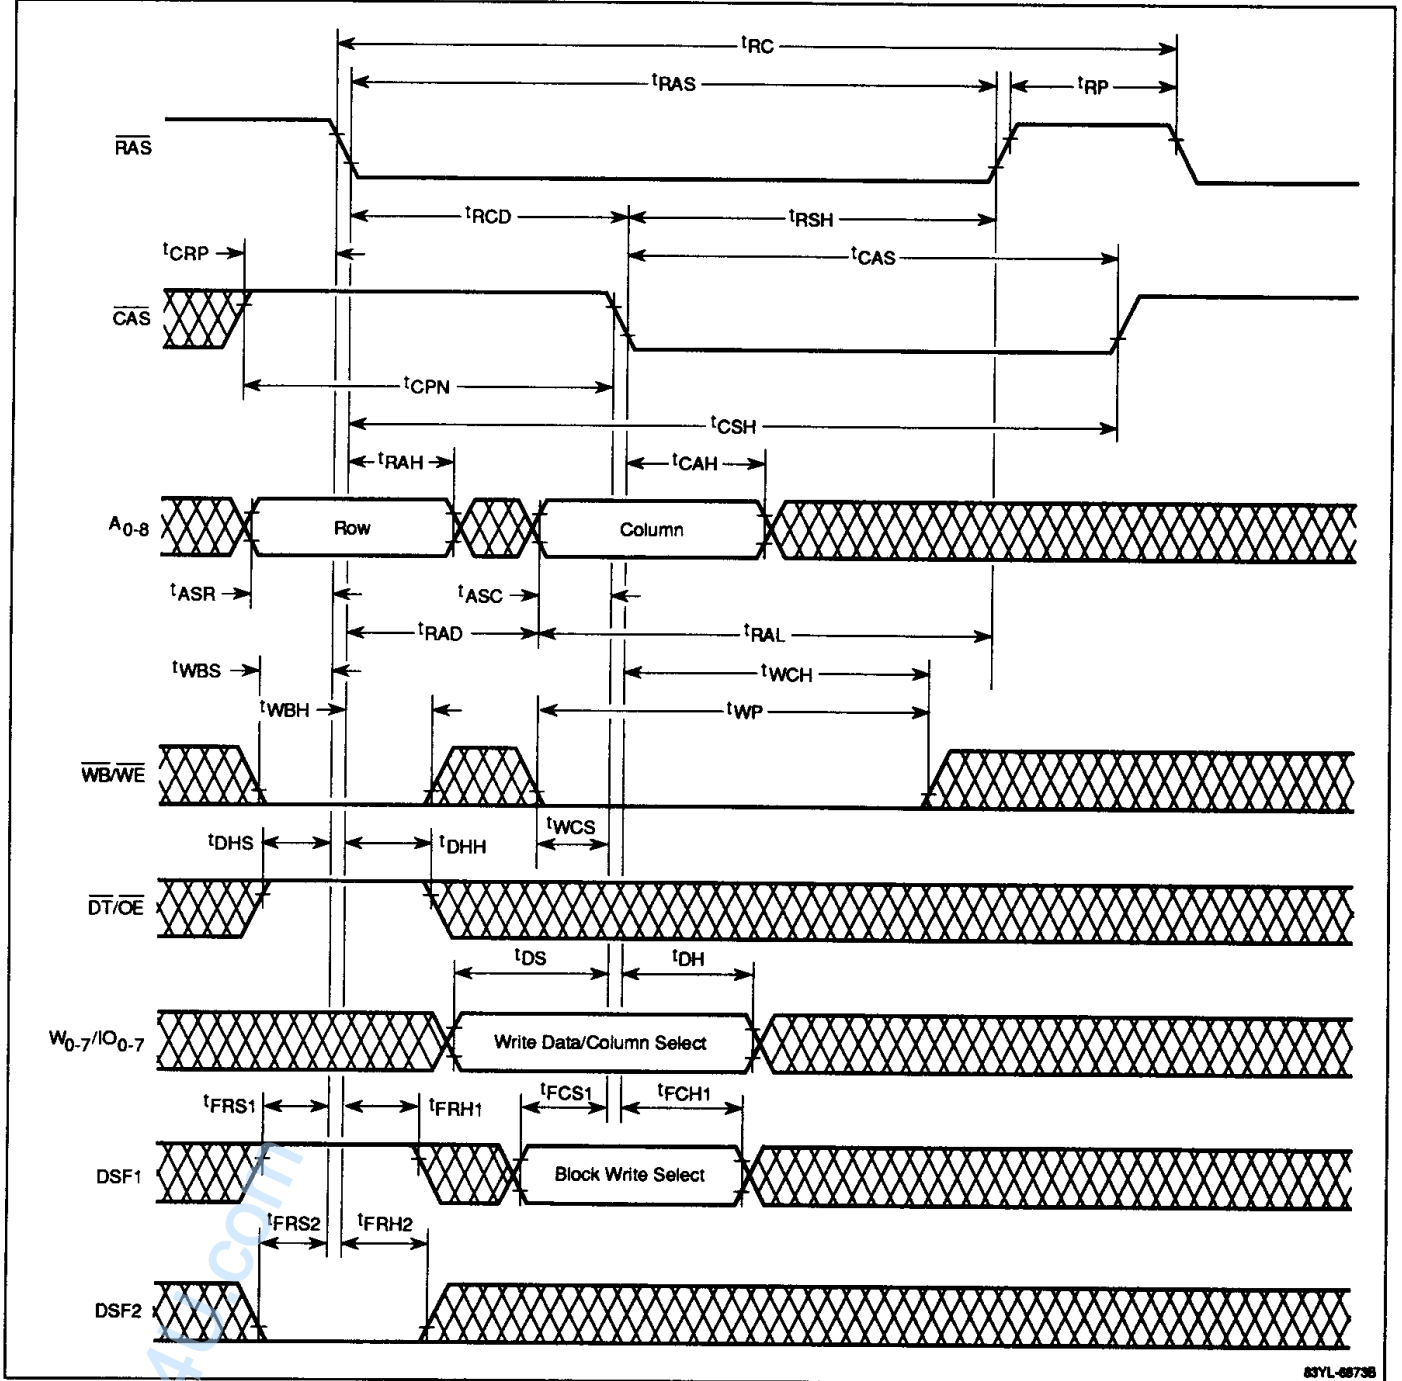 tRC
tRAS
tRP
RAS
tRCD
tRSH
tCRP
tCAS
CAS
tCPN
tCSH
tRAH
tCAH
A0-8
Row
Column
tASR
tASC
tRAD
tRAL
tWBS
tWCH
tWBH
tWP
WB/WE
tWCS
tDHS
tDHH
DT/OE
tDS
tDH
W0-7/IO0-7
Write Data/Column Select
tFRS1
tFRH1
tFCS1
tFCH1
DSF1
Block Write Select
tFRS2
tFRH2
DSF2
4U.com
83YL-6873B